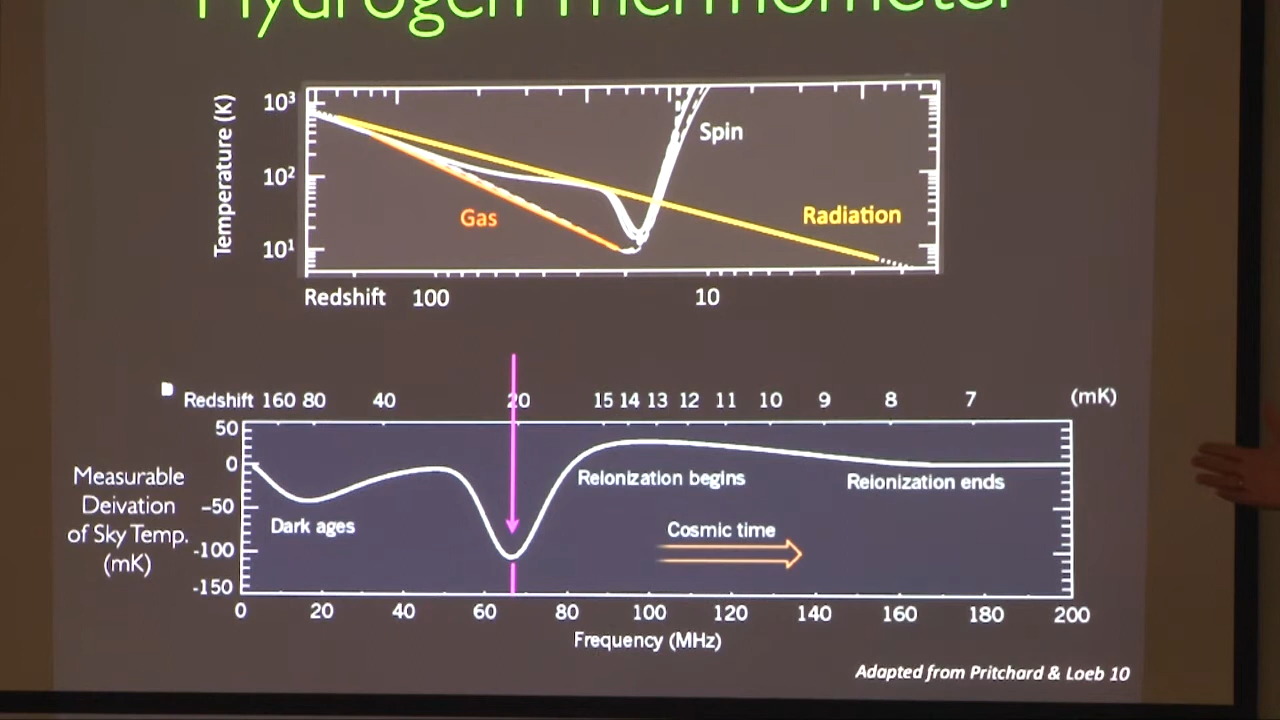 Hydrogen Thermometer
Temperature (K)
10³
10²
10¹
Spin
Gas
Radiation
Redshift 100 10
Redshift 160 80 40 20 15 14 13 12 11 10 9 8 7 (mK)
50
0
-50
-100
-150
Measurable
Deivation
of Sky Temp.
(mK)
Dark ages
Reionization begins
Reionization ends
Cosmic time
0 20 40 60 80 100 120 140 160 180 200
Frequency (MHz)
Adapted from Pritchard & Loeb 10